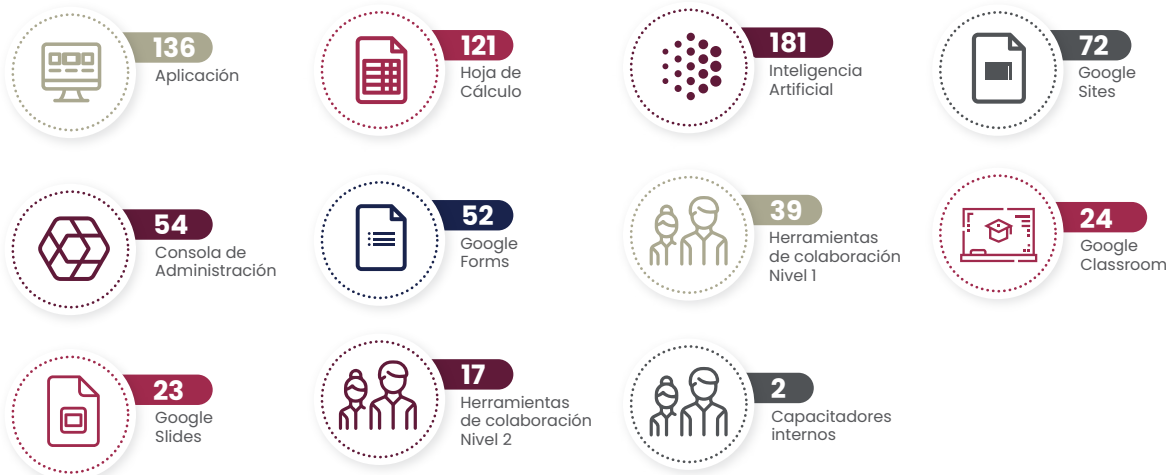 136
Aplicación
121
Hoja de
Cálculo
181
Inteligencia
Artificial
72
Google
Sites
54
Consola de
Administración
52
Google
Forms
39
Herramientas
de colaboración
Nivel 1
24
Google
Classroom
23
Google
Slides
17
Herramientas
de colaboración
Nivel 2
2
Capacitadores
internos